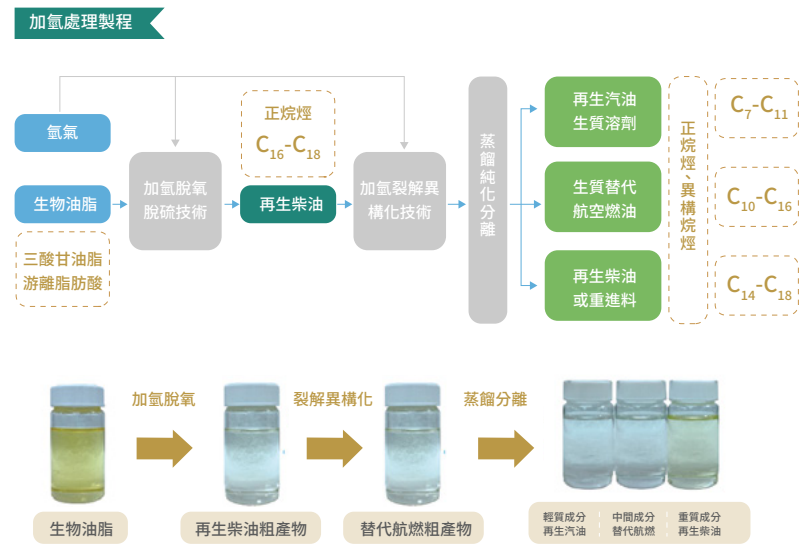 加氫處理製程
氫氣
生物油脂
三酸甘油脂
游離脂肪酸
加氫脫氧
脫硫技術
正烷烴
C16-C18
再生柴油
加氫裂解異
構化技術
蒸餾純化分離
再生汽油
生質溶劑
生質替代
航空燃油
再生柴油
或重進料
正烷烴、異構烷烴
C7-C11
C10-C16
C14-C18
加氫脫氧
裂解異構化
蒸餾分離
生物油脂
再生柴油粗產物
替代航燃粗產物
輕質成分
再生汽油
中間成分
替代航燃
重質成分
再生柴油